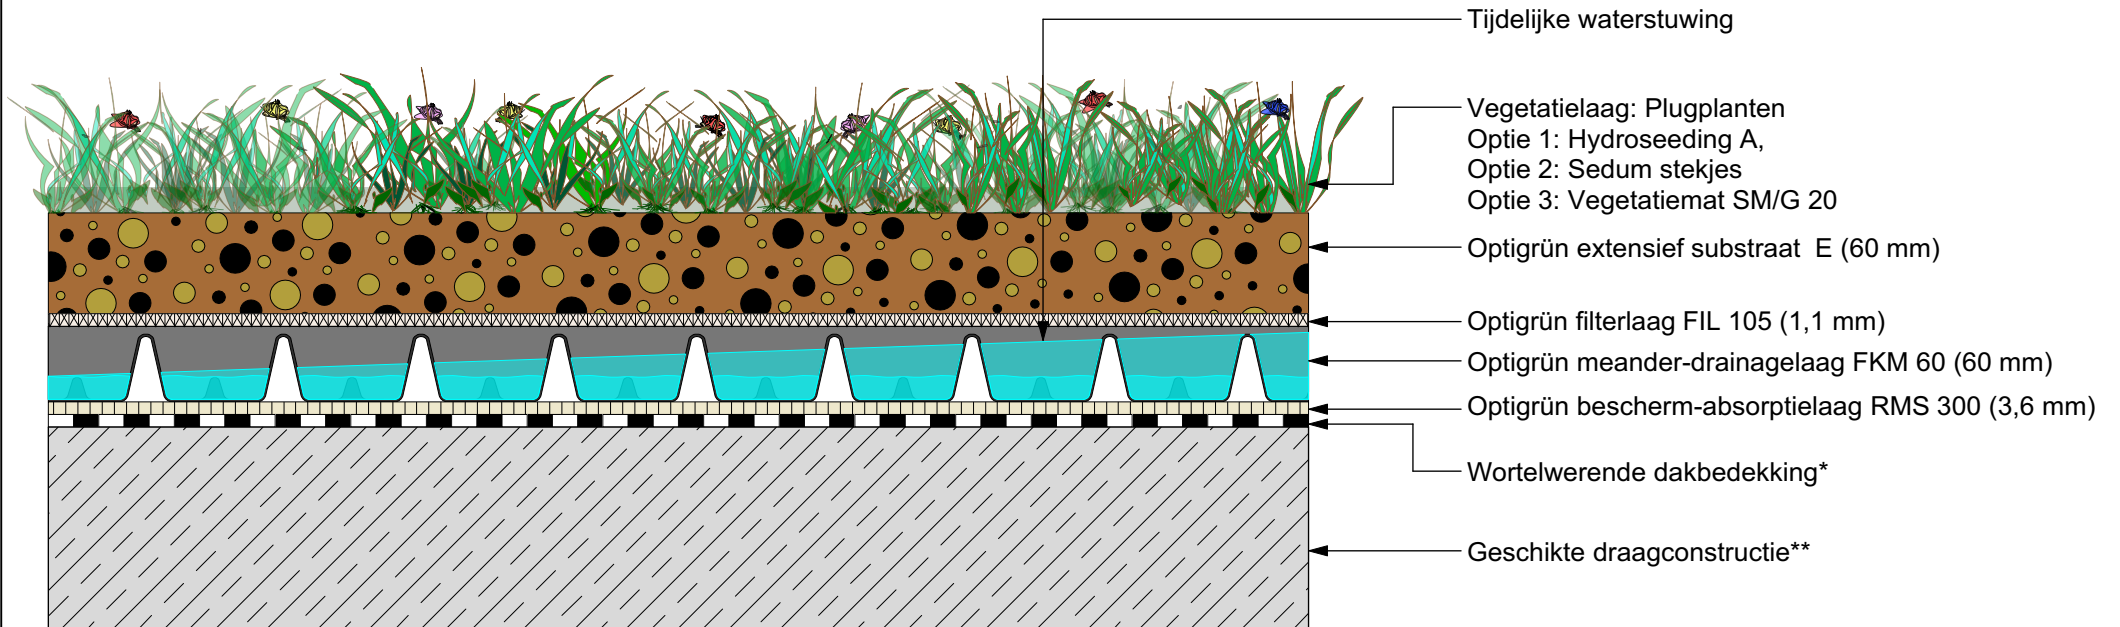 Tijdelijke waterstuwing
Vegetatielaag: Plugplanten
Optie 1: Hydroseeding A,
Optie 2: Sedum stekjes
Optie 3: Vegetatiemat SM/G 20
Optigrün extensief substraat  E (60 mm)
Optigrün filterlaag FIL 105 (1,1 mm)
Optigrün meander-drainagelaag FKM 60 (60 mm)
Optigrün bescherm-absorptielaag RMS 300 (3,6 mm)
Wortelwerende dakbedekking*
Geschikte draagconstructie**